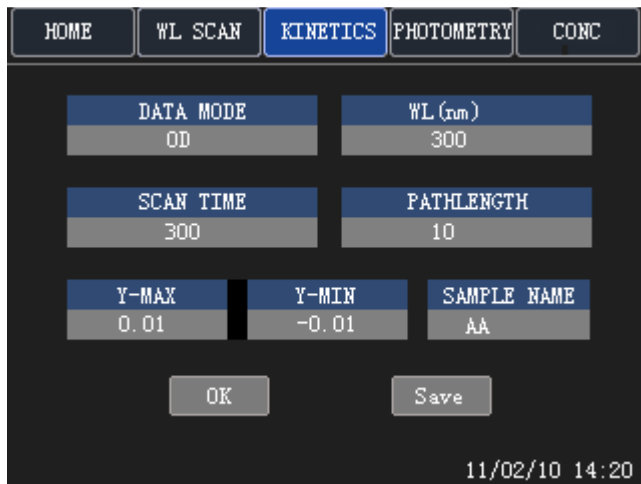 HOME WL SCAN KINETICS PHOTOMETRY CONC
DATA MODE WL(nm)
OD 300
SCAN TIME PATHLENGTH
300 10
Y-MAX Y-MIN SAMPLE NAME
0.01 -0.01 AA
OK Save
11/02/10 14:20